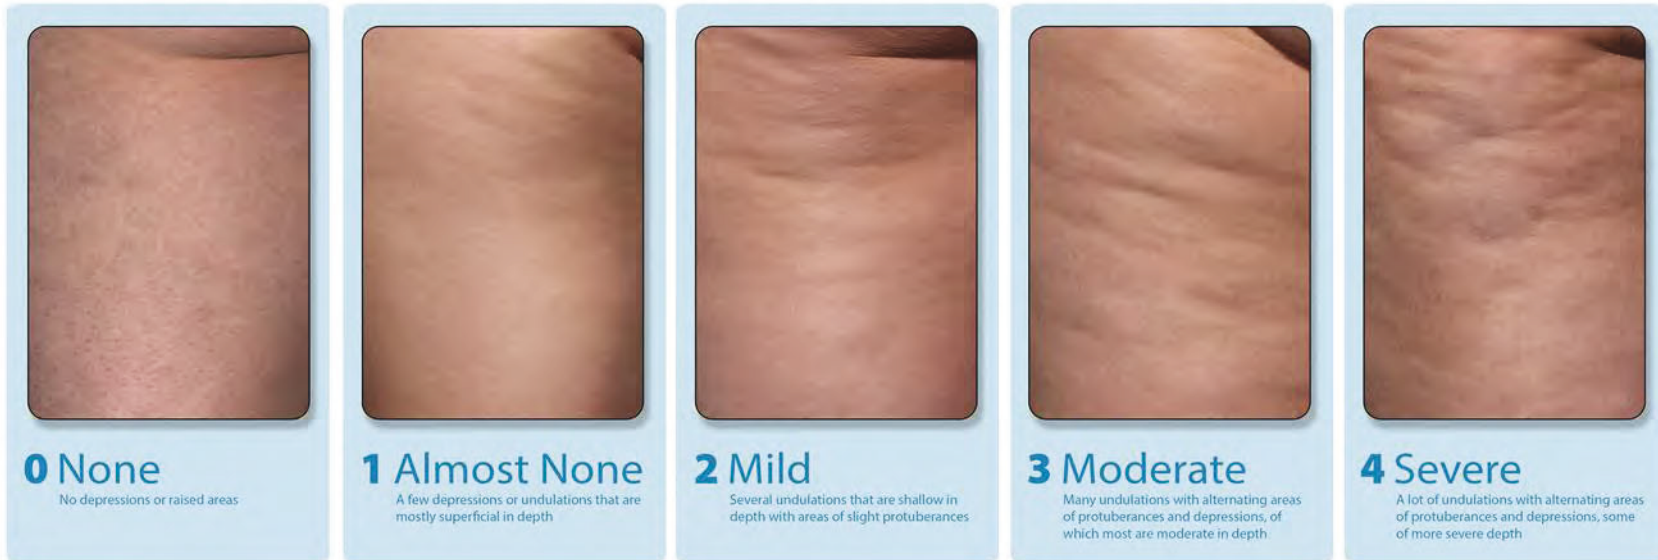 0 None
No depressions or raised areas
1 Almost None
A few depressions or undulations that are
mostly superficial in depth
2 Mild
Several undulations that are shallow in
depth with areas of slight protuberances
3 Moderate
Many undulations with alternating areas
of protuberances and depressions, of
which most are moderate in depth
4 Severe
A lot of undulations with alternating areas
of protuberances and depressions, some
of more severe depth